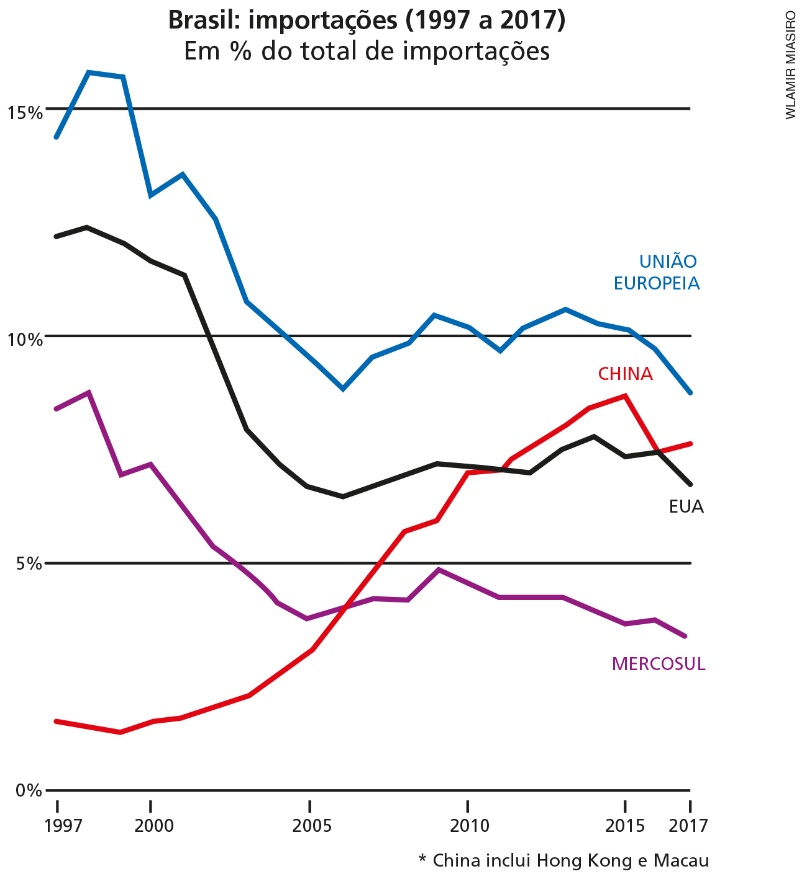 Brasil: importações (1997 a 2017)
Em % do total de importações
WLAMIR MIASIRO
15%
UNIÃO
EUROPEIA
10%
CHINA
EUA
5%
MERCOSUL
0%
1997 2000 2005 2010 2015 2017
* China inclui Hong Kong e Macau